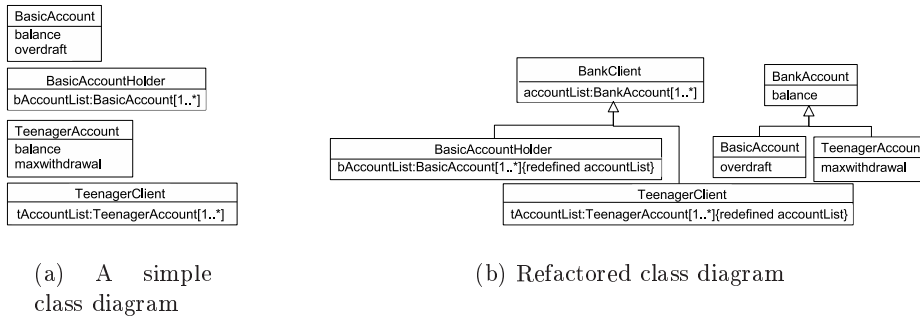 BasicAccount
balance
overdraft
BasicAccountHolder
bAccountList:BasicAccount[1..*]
TeenagerAccount
balance
maxwithdrawal
TeenagerClient
tAccountList:TeenagerAccount[1..*]
(a) A simple
class diagram
BankClient
accountList:BankAccount[1..*]
BankAccount
balance
BasicAccountHolder
bAccountList:BasicAccount[1..*]{redefined accountList}
BasicAccount
overdraft
TeenagerAccount
maxwithdrawal
TeenagerClient
tAccountList:TeenagerAccount[1..*]{redefined accountList}
(b) Refactored class diagram